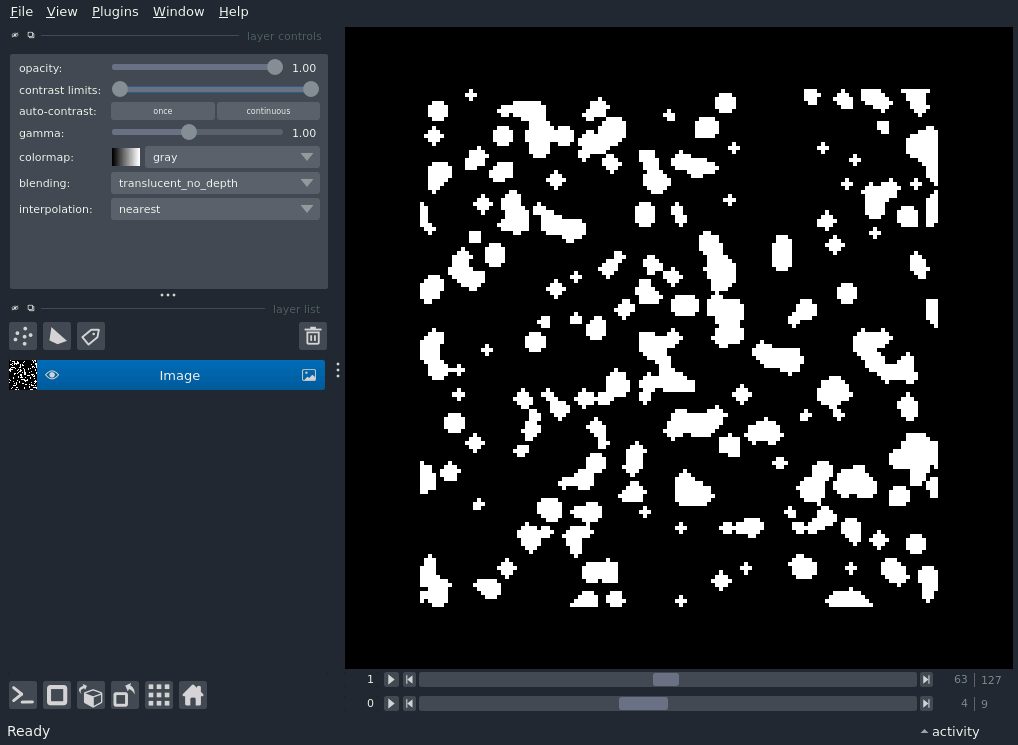 File View Plugins Window Help
layer controls
opacity: 1.00
contrast limits:
auto-contrast: once continuous
gamma: 1.00
colormap: gray
blending: translucent_no_depth
interpolation: nearest
layer list
Image
1 63 127
0 4 9
Ready activity